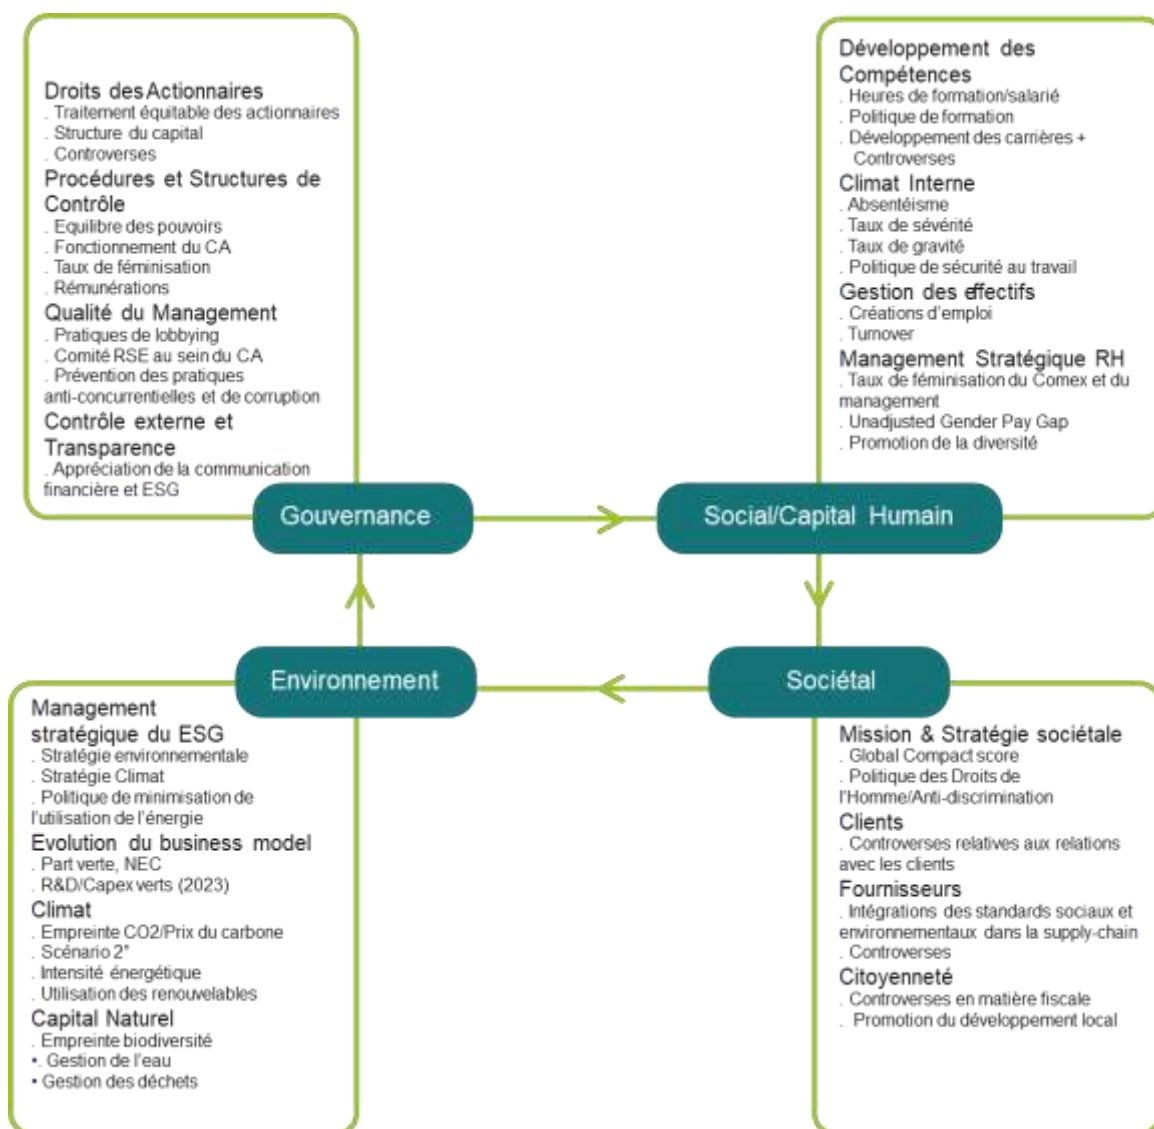 Droits des Actionnaires
. Traitement équitable des actionnaires
. Structure du capital
. Controverses
Procédures et Structures de
Contrôle
. Equilibre des pouvoirs
. Fonctionnement du CA
. Taux de féminisation
. Rémunérations
Qualité du Management
. Pratiques de lobbying
. Comité RSE au sein du CA
. Prévention des pratiques
anti-concurrentielles et de corruption
Contrôle externe et
Transparence
. Appréciation de la communication
financière et ESG
Gouvernance
Développement des
Compétences
. Heures de formation/salarié
. Politique de formation
. Développement des carrières +
Controverses
Climat Interne
. Absentéisme
. Taux de sévérité
. Taux de gravité
. Politique de sécurité au travail
Gestion des effectifs
. Créations d'emploi
. Turnover
Management Stratégique RH
. Taux de féminisation du Comex et du
management
. Unadjusted Gender Pay Gap
. Promotion de la diversité
Social/Capital Humain
Environnement
Management
stratégique du ESG
. Stratégie environnementale
. Stratégie Climat
. Politique de minimisation de
l'utilisation de l'énergie
Evolution du business model
. Part verte, NEC
. R&D/Capex verts (2023)
Climat
. Empreinte CO2/Prix du carbone
. Scénario 2°
. Intensité énergétique
. Utilisation des renouvelables
Capital Naturel
. Empreinte biodiversité
•. Gestion de l'eau
• Gestion des déchets
Sociétal
Mission & Stratégie sociétale
. Global Compact score
. Politique des Droits de
l'Homme/Anti-discrimination
Clients
. Controverses relatives aux relations
avec les clients
Fournisseurs
. Intégrations des standards sociaux et
environnementaux dans la supply-chain
. Controverses
Citoyenneté
. Controverses en matière fiscale
. Promotion du développement local